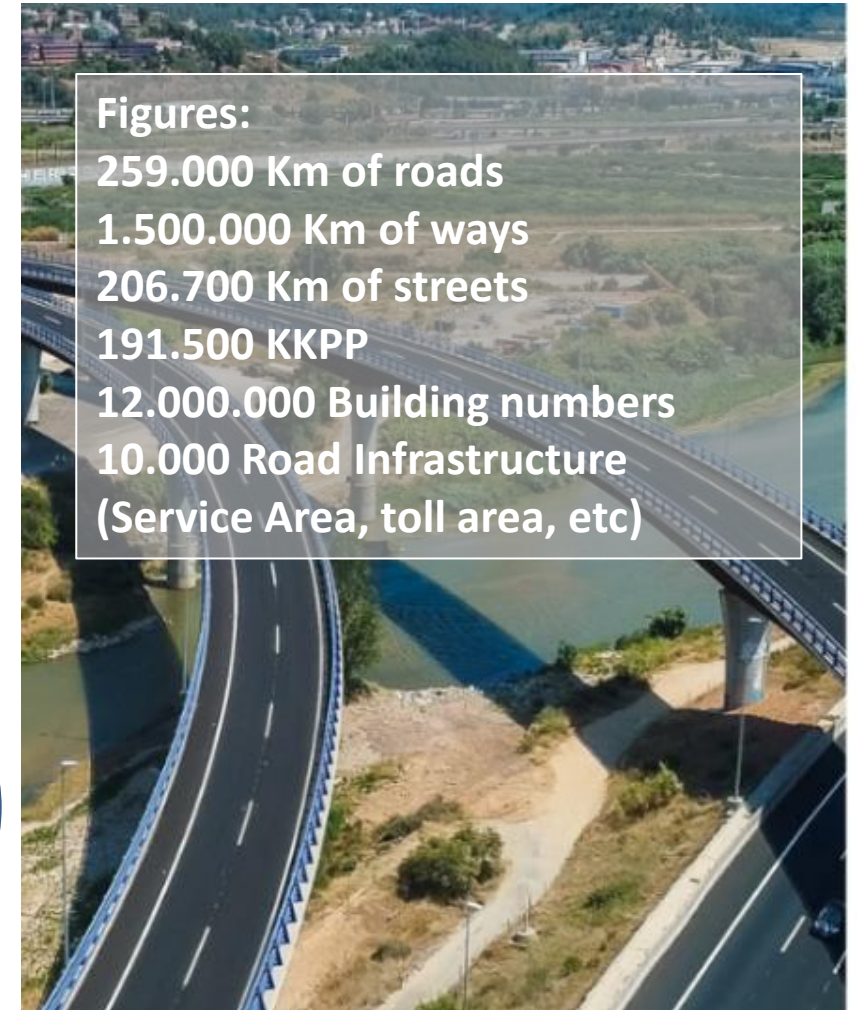 Figures:
259.000 Km of roads
1.500.000 Km of ways
206.700 Km of streets
191.500 KKPP
12.000.000 Building numbers
10.000 Road Infrastructure
(Service Area, toll area, etc)